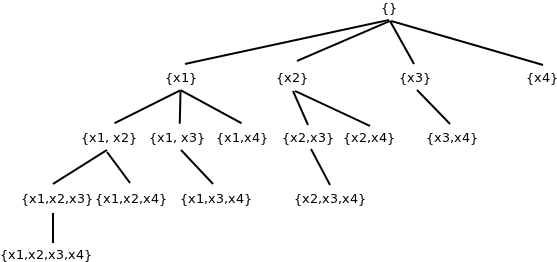 {}
{x1} {x2} {x3} {x4}
{x1, x2} {x1, x3} {x1,x4} {x2,x3} {x2,x4} {x3,x4}
{x1,x2,x3} {x1,x2,x4} {x1,x3,x4} {x2,x3,x4}
{x1,x2,x3,x4}